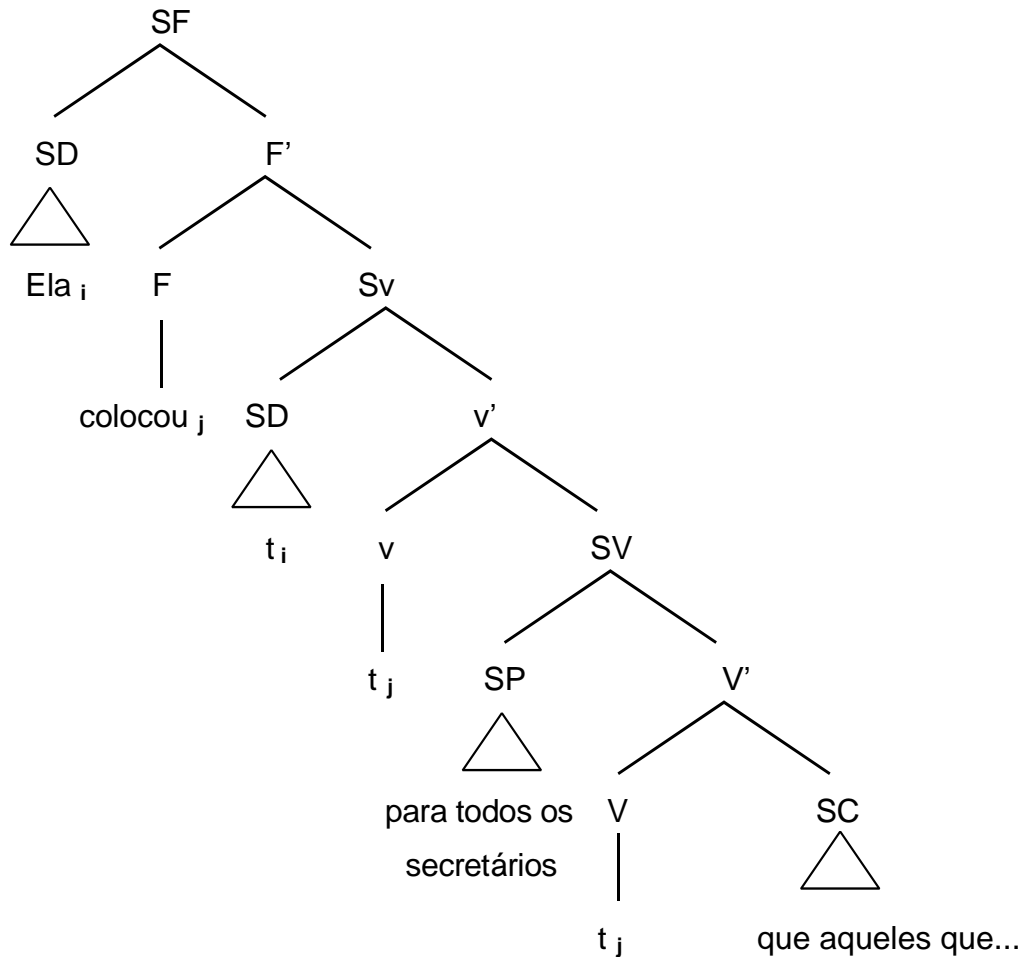 SF
SD F’
Ela i F Sv
colocou j SD v’
t i v SV
t j SP V’
para todos os V SC
secretários
t j que aqueles que...